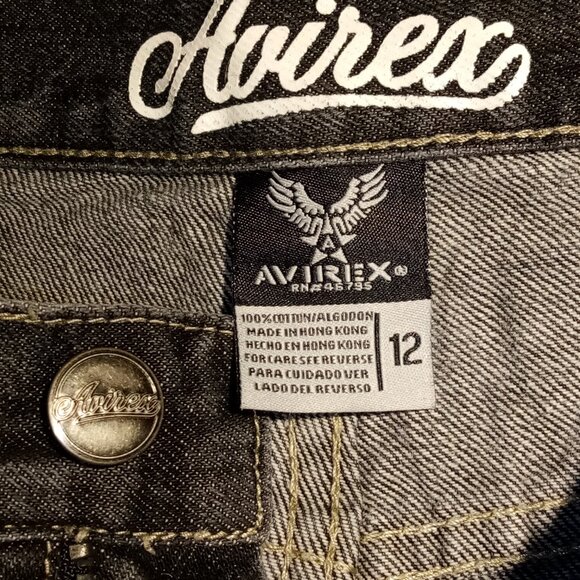 Avirex
A
AVIREX®
RN#46795
100%COTTON/ALGODON
MADE IN HONG KONG
HECHO EN HONG KONG
FOR CARE SEE REVERSE
PARA CUIDADO VER
LADO DEL REVERSO
12
Avirex